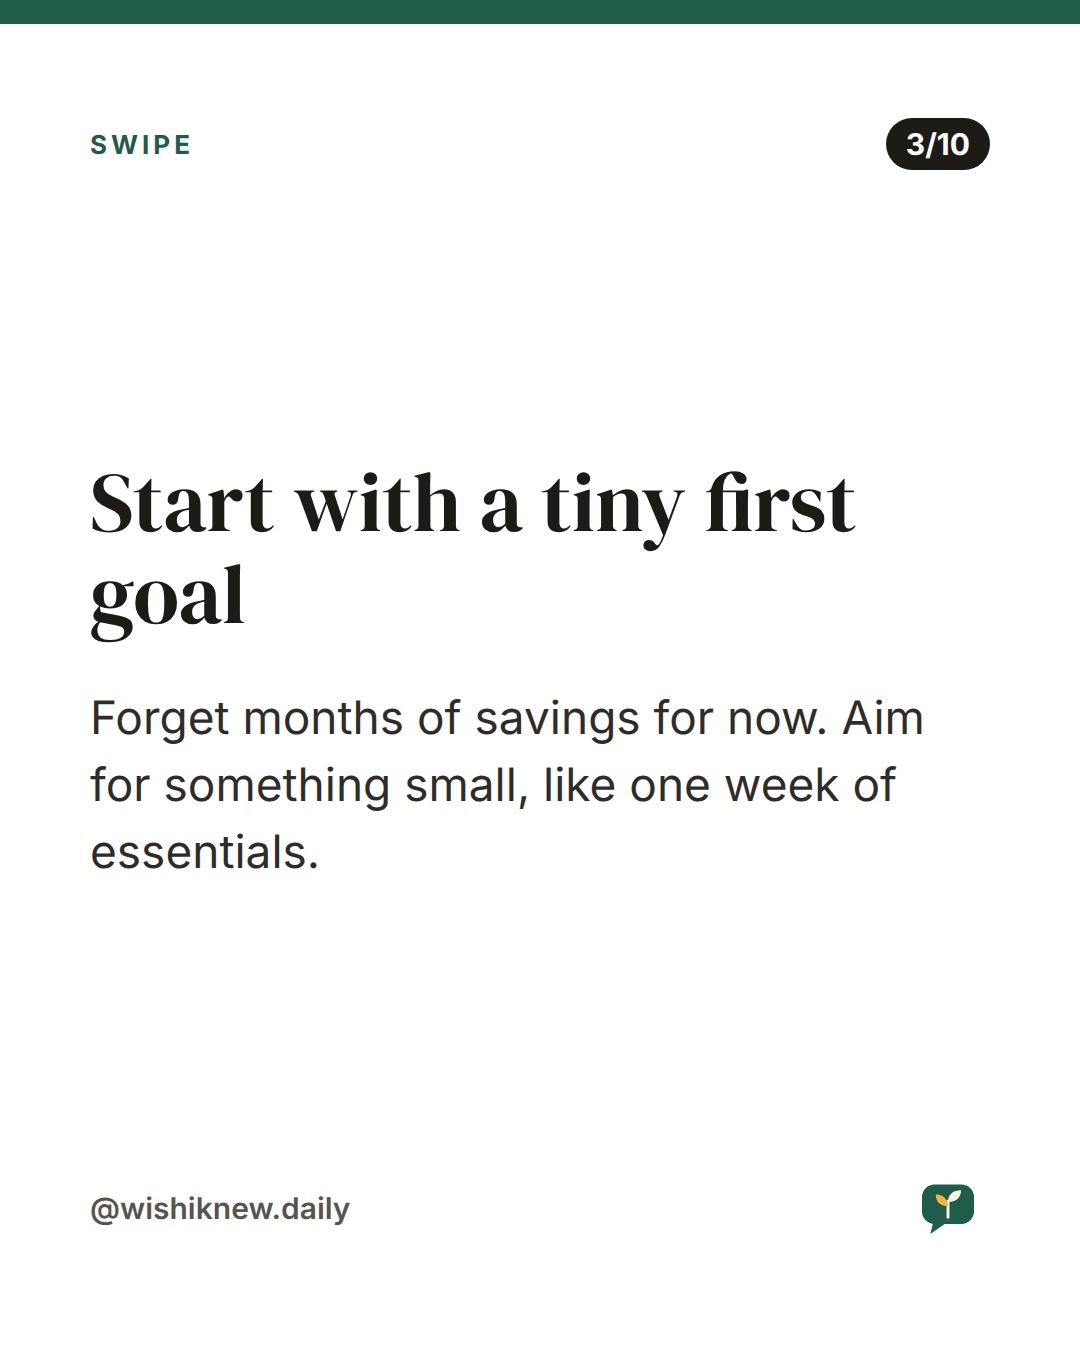 SWIPE
3/10
Start with a tiny first
goal
Forget months of savings for now. Aim
for something small, like one week of
essentials.
@wishiknew.daily